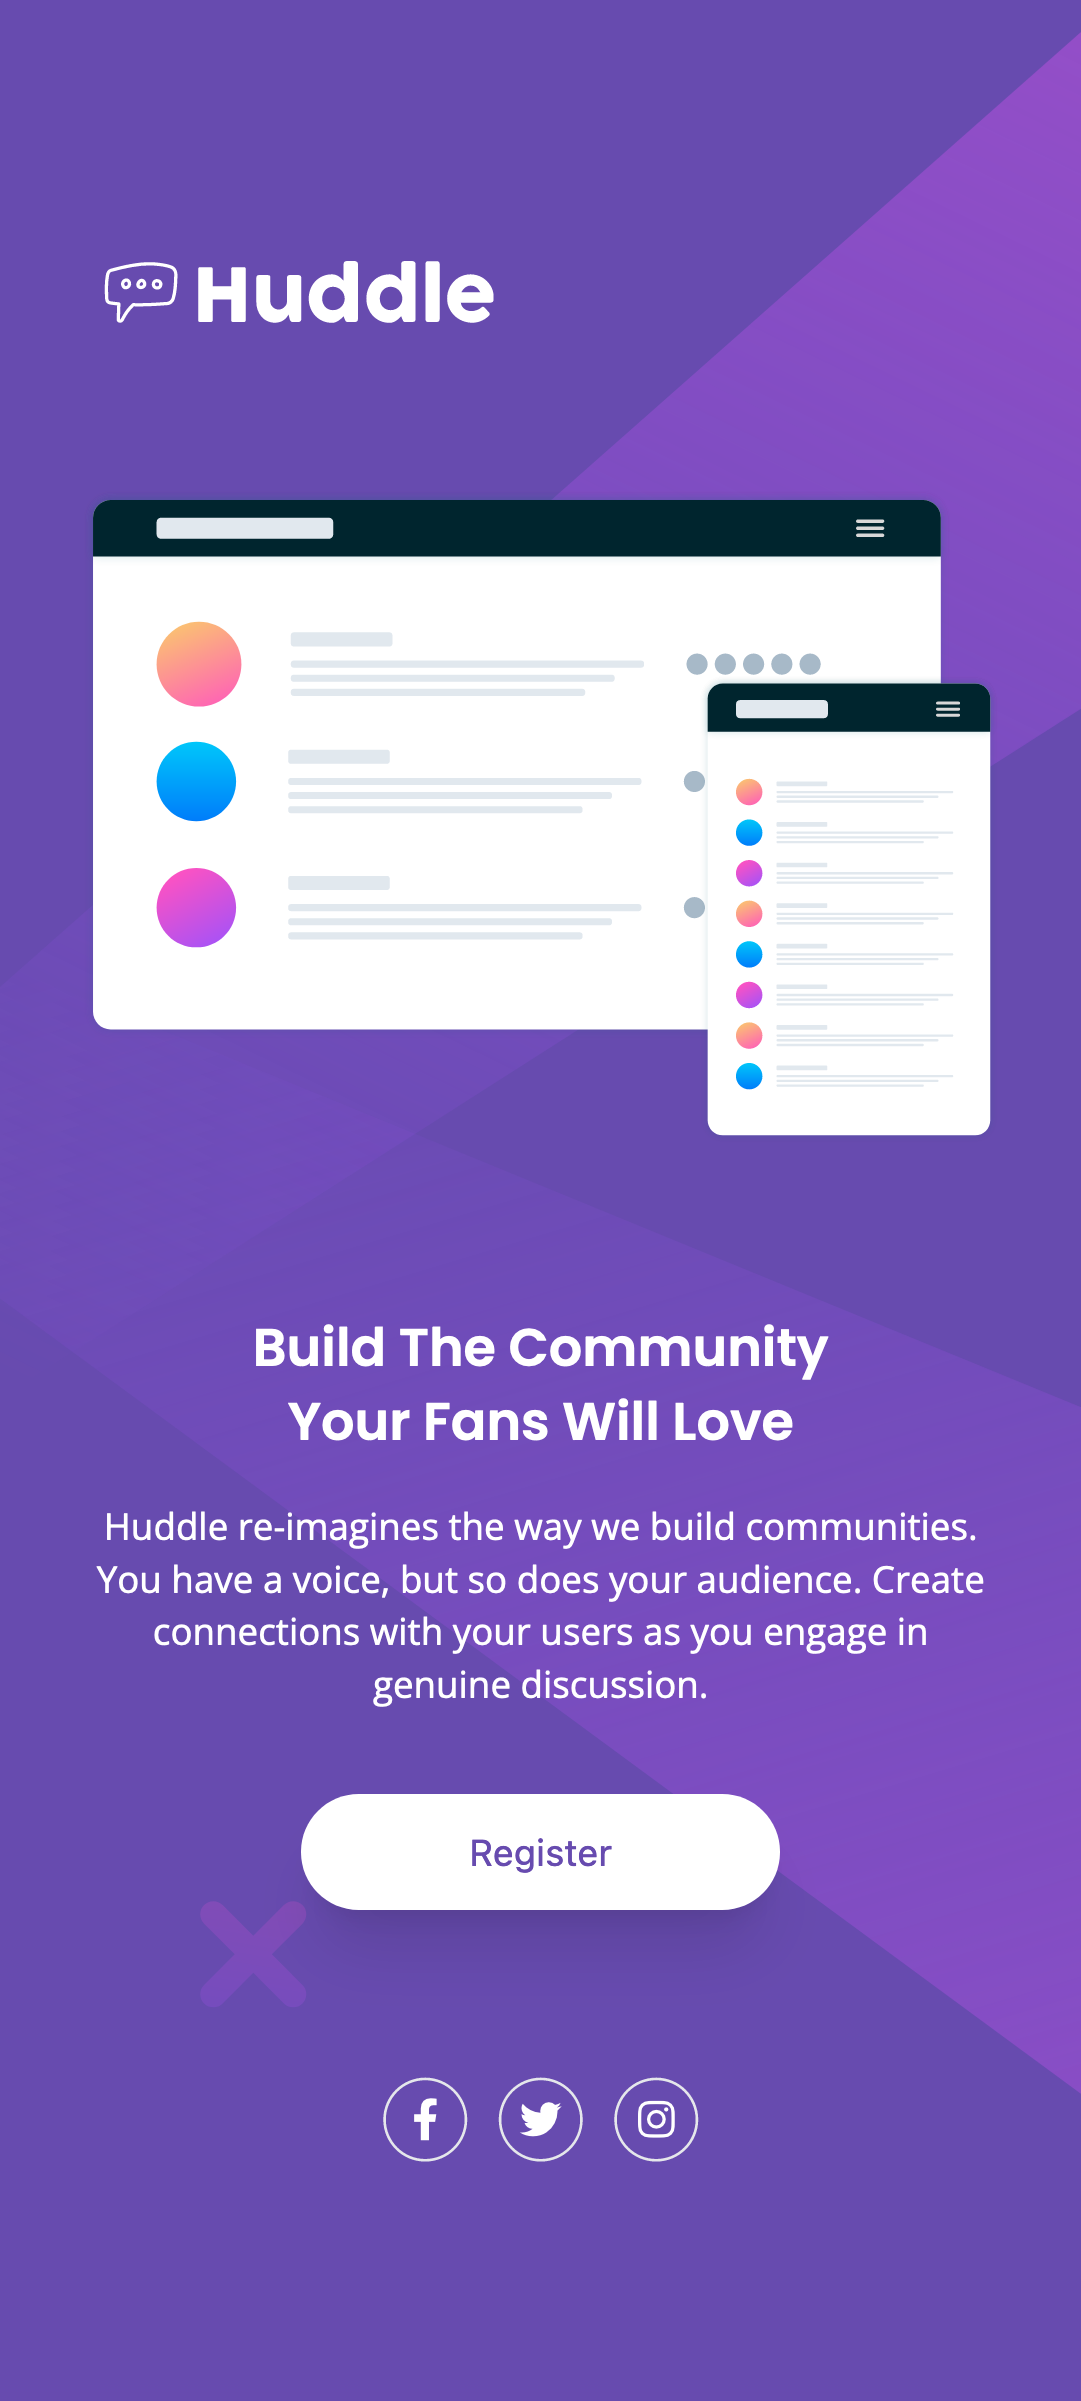 Huddle
Build The Community
Your Fans Will Love
Huddle re-imagines the way we build communities.
You have a voice, but so does your audience. Create
connections with your users as you engage in
genuine discussion.
Register